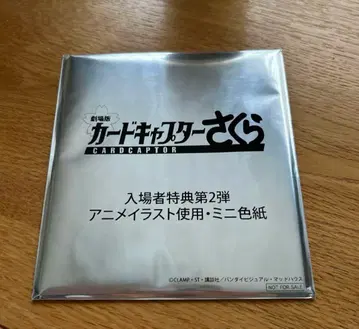 劇場版
カードキャプターさくら
CARDCAPTOR
入場者特典第2弾
アニメイラスト使用・ミニ色紙
©CLAMP・ST・講談社/バンダイビジュアル・マッドハウス
NOT FOR SALE